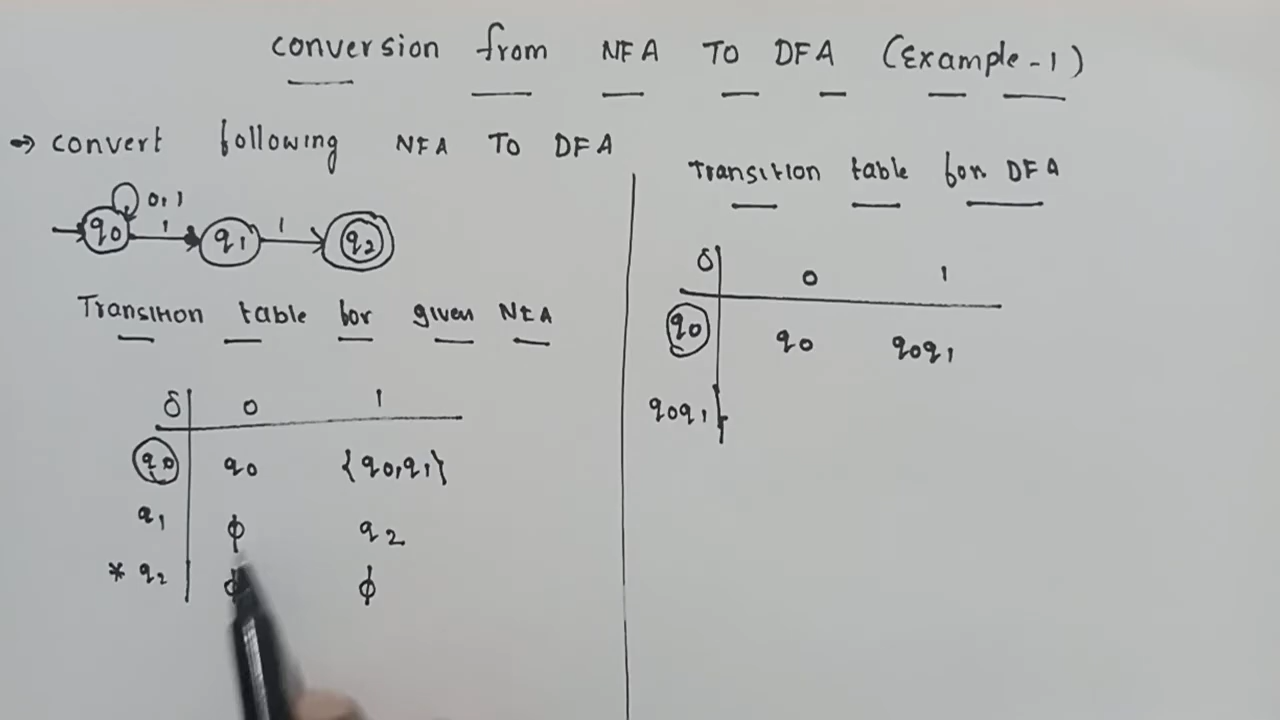 conversion from NFA TO DFA (Example-1)
→ convert following NFA TO DFA
0,1
q0 1 q1 1 q2
Transition table for given NFA
δ 0 1
q0 q0 {q0,q1}
q1 ϕ q2
* q2 ϕ ϕ
Transition table for DFA
δ 0 1
q0 q0 q0q1
q0q1